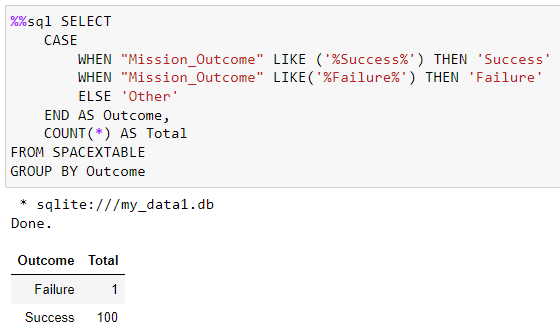 %%sql SELECT
CASE
WHEN "Mission_Outcome" LIKE ('%Success%') THEN 'Success'
WHEN "Mission_Outcome" LIKE('%Failure%') THEN 'Failure'
ELSE 'Other'
END AS Outcome,
COUNT(*) AS Total
FROM SPACEXTABLE
GROUP BY Outcome
* sqlite:///my_data1.db
Done.
Outcome Total
Failure 1
Success 100